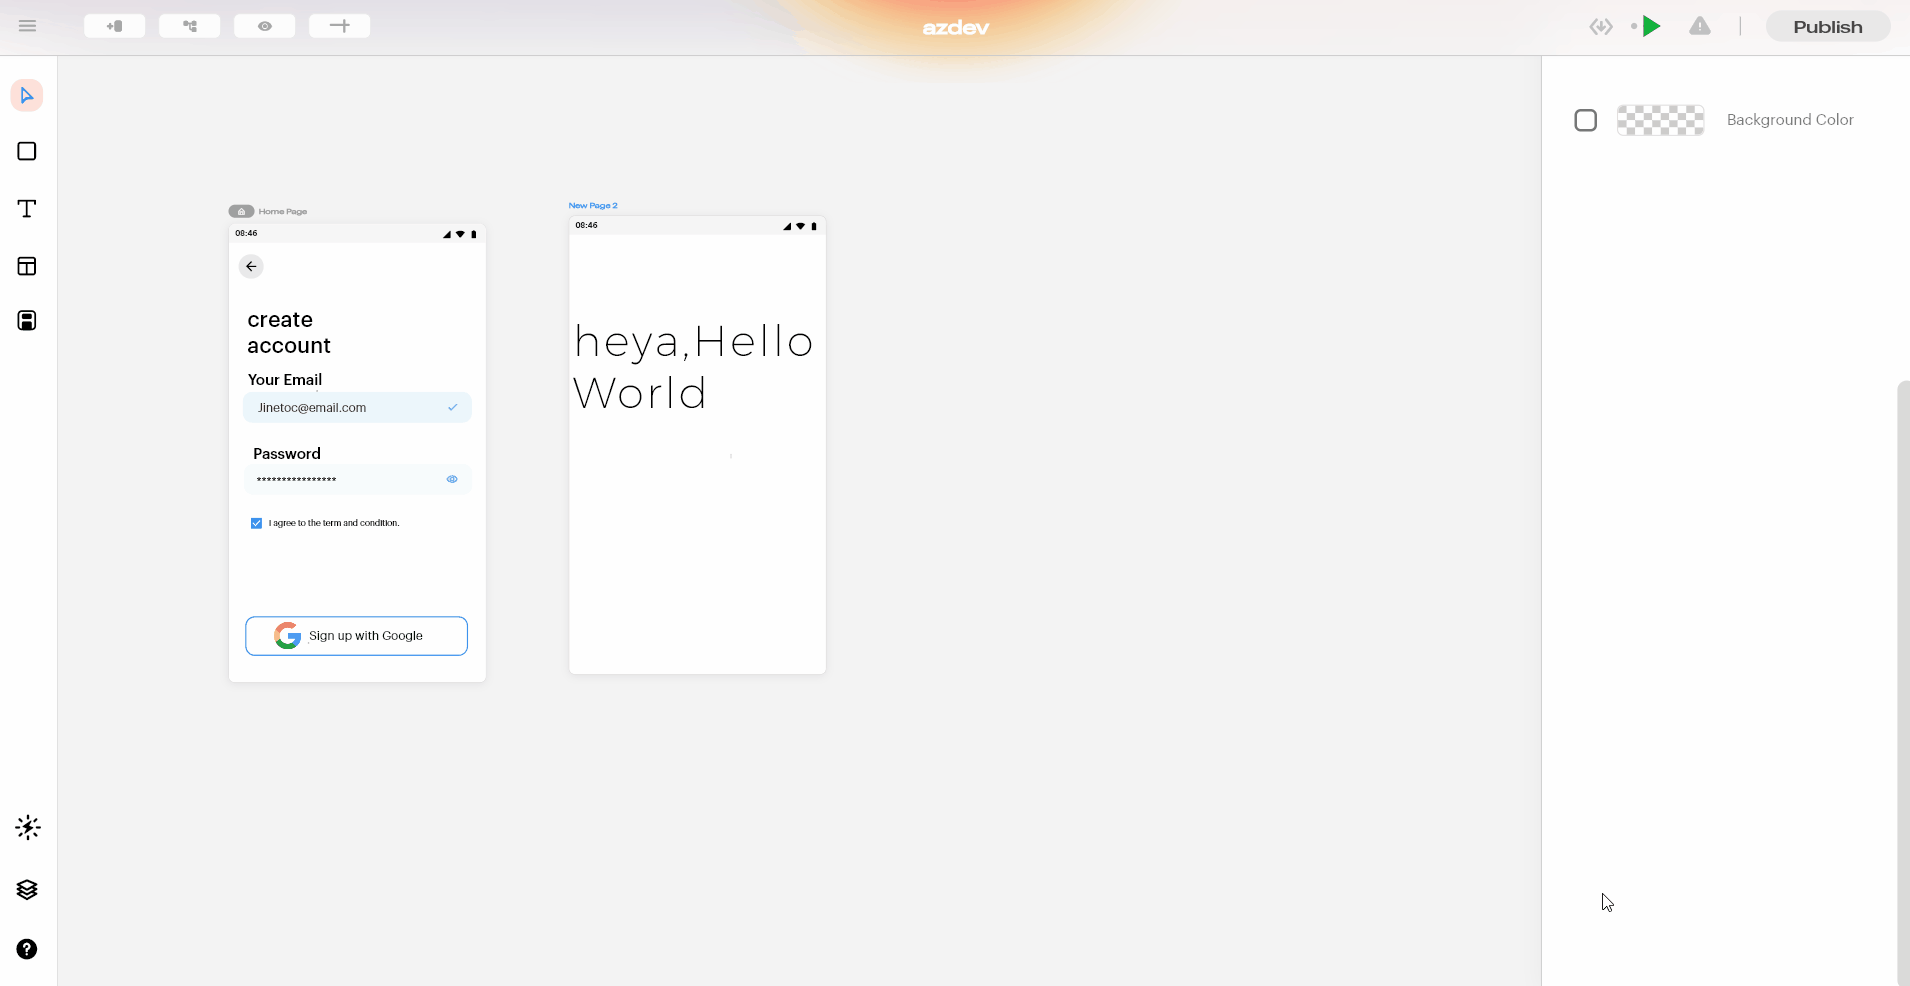 azdev
Publish
Background Color
Home Page
08:46
create
account
Your Email
Jinetoc@email.com
Password
****************
I agree to the term and condition.
Sign up with Google
New Page 2
08:46
heya,Hello
World